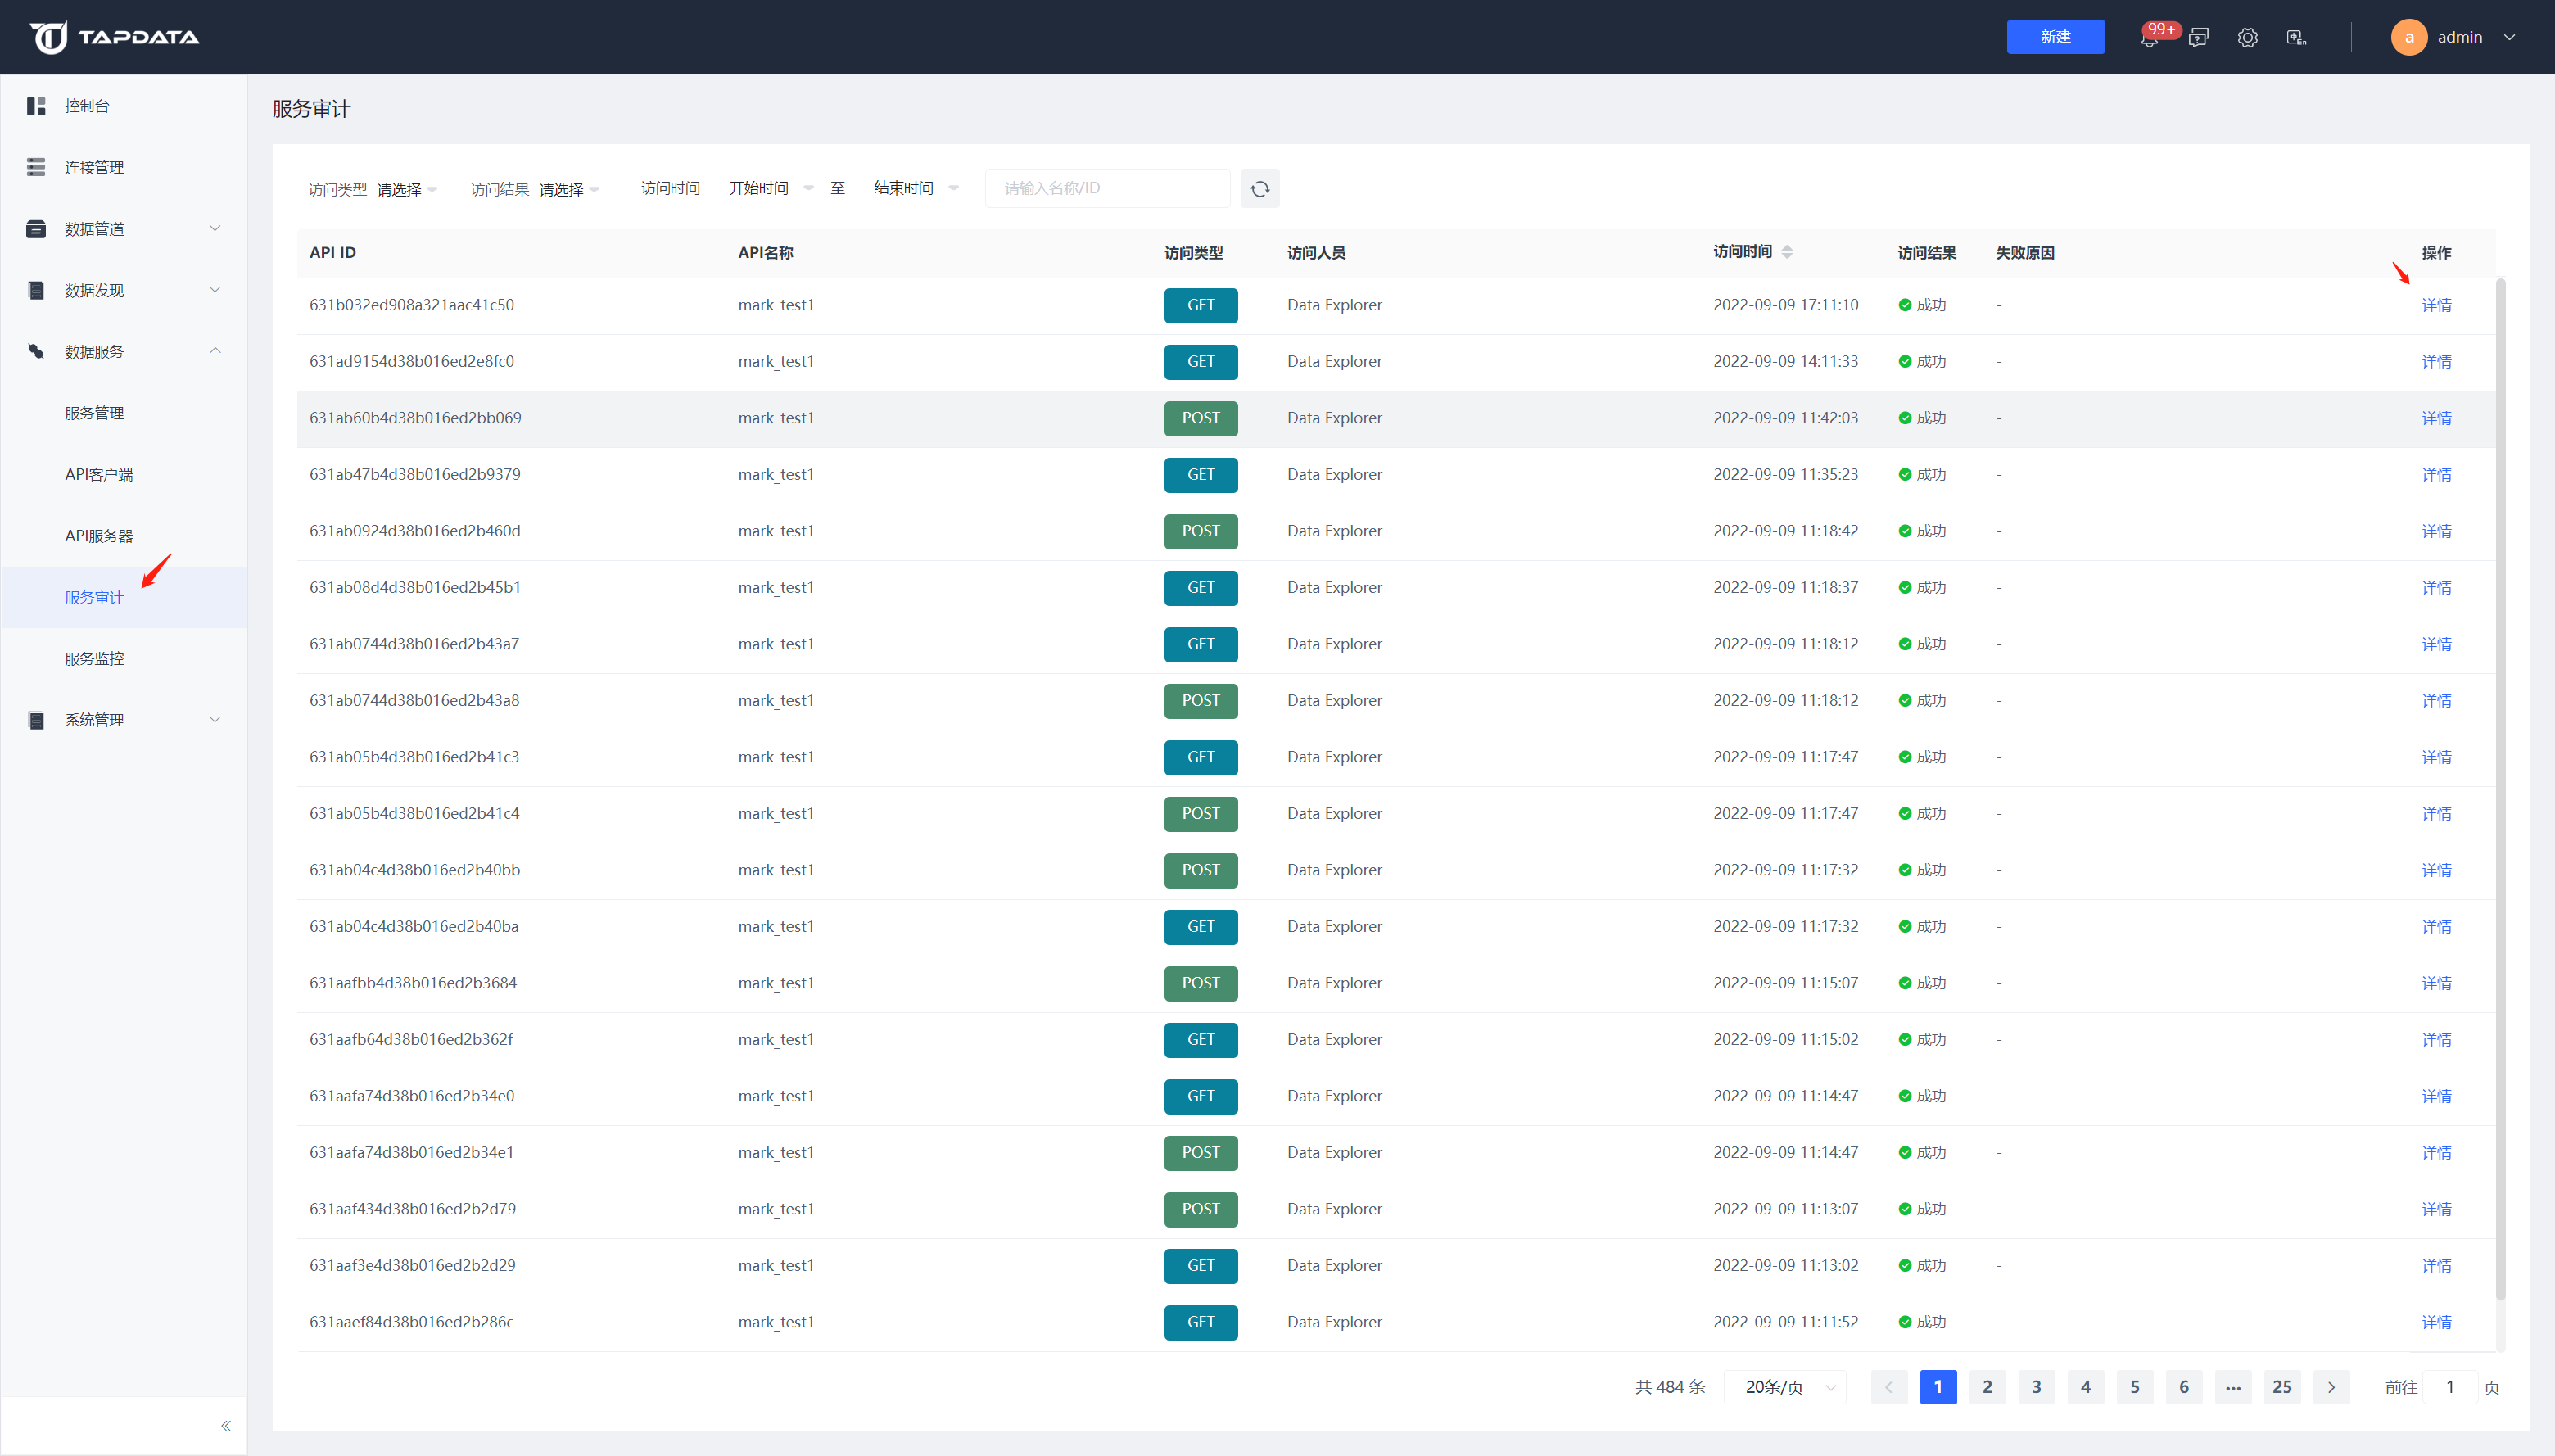 TAPDATA
新建
99+
En
a
admin
控制台
连接管理
数据管道
数据发现
数据服务
服务管理
API客户端
API服务器
服务审计
服务监控
系统管理
服务审计
访问类型 请选择 访问结果 请选择 访问时间 开始时间 至 结束时间 请输入名称/ID
API ID API名称 访问类型 访问人员 访问时间 访问结果 失败原因 操作
631b032ed908a321aac41c50 mark_test1 GET Data Explorer 2022-09-09 17:11:10 成功 - 详情
631ad9154d38b016ed2e8fc0 mark_test1 GET Data Explorer 2022-09-09 14:11:33 成功 - 详情
631ab60b4d38b016ed2bb069 mark_test1 POST Data Explorer 2022-09-09 11:42:03 成功 - 详情
631ab47b4d38b016ed2b9379 mark_test1 GET Data Explorer 2022-09-09 11:35:23 成功 - 详情
631ab0924d38b016ed2b460d mark_test1 POST Data Explorer 2022-09-09 11:18:42 成功 - 详情
631ab08d4d38b016ed2b45b1 mark_test1 GET Data Explorer 2022-09-09 11:18:37 成功 - 详情
631ab0744d38b016ed2b43a7 mark_test1 GET Data Explorer 2022-09-09 11:18:12 成功 - 详情
631ab0744d38b016ed2b43a8 mark_test1 POST Data Explorer 2022-09-09 11:18:12 成功 - 详情
631ab05b4d38b016ed2b41c3 mark_test1 GET Data Explorer 2022-09-09 11:17:47 成功 - 详情
631ab05b4d38b016ed2b41c4 mark_test1 POST Data Explorer 2022-09-09 11:17:47 成功 - 详情
631ab04c4d38b016ed2b40bb mark_test1 POST Data Explorer 2022-09-09 11:17:32 成功 - 详情
631ab04c4d38b016ed2b40ba mark_test1 GET Data Explorer 2022-09-09 11:17:32 成功 - 详情
631aafbb4d38b016ed2b3684 mark_test1 POST Data Explorer 2022-09-09 11:15:07 成功 - 详情
631aafb64d38b016ed2b362f mark_test1 GET Data Explorer 2022-09-09 11:15:02 成功 - 详情
631aafa74d38b016ed2b34e0 mark_test1 GET Data Explorer 2022-09-09 11:14:47 成功 - 详情
631aafa74d38b016ed2b34e1 mark_test1 POST Data Explorer 2022-09-09 11:14:47 成功 - 详情
631aaf434d38b016ed2b2d79 mark_test1 POST Data Explorer 2022-09-09 11:13:07 成功 - 详情
631aaf3e4d38b016ed2b2d29 mark_test1 GET Data Explorer 2022-09-09 11:13:02 成功 - 详情
631aaef84d38b016ed2b286c mark_test1 GET Data Explorer 2022-09-09 11:11:52 成功 - 详情
共 484 条 20条/页 1 2 3 4 5 6 ... 25 前往 1 页